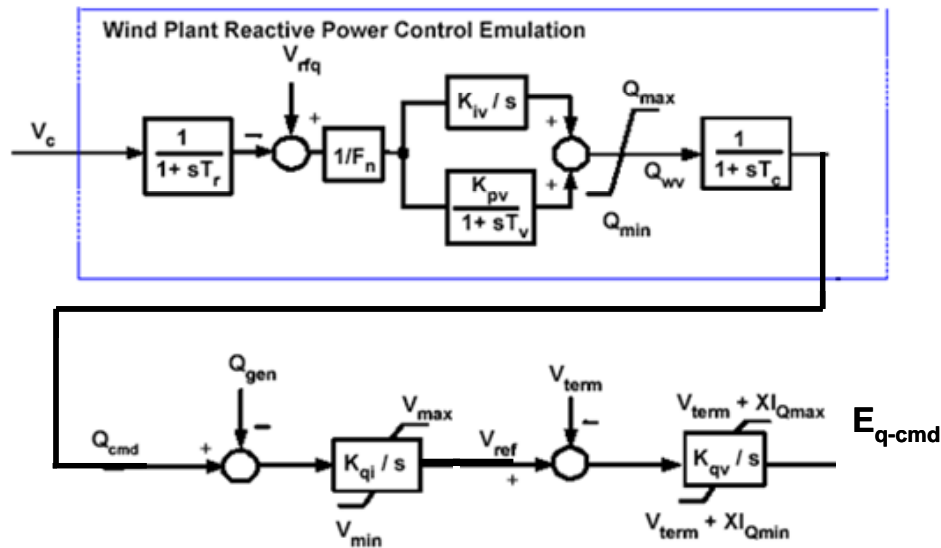 Wind Plant Reactive Power Control Emulation
V_rfq
V_c
1
1+ sT_r
−
+
1/F_n
K_iv / s
K_pv
1+ sT_v
+
+
Q_max
Q_wv
Q_min
1
1+ sT_c
Q_gen
−
Q_cmd
+
V_max
K_qi / s
V_min
V_ref
+
V_term
−
V_term + XI_Qmax
K_qv / s
V_term + XI_Qmin
E_q-cmd